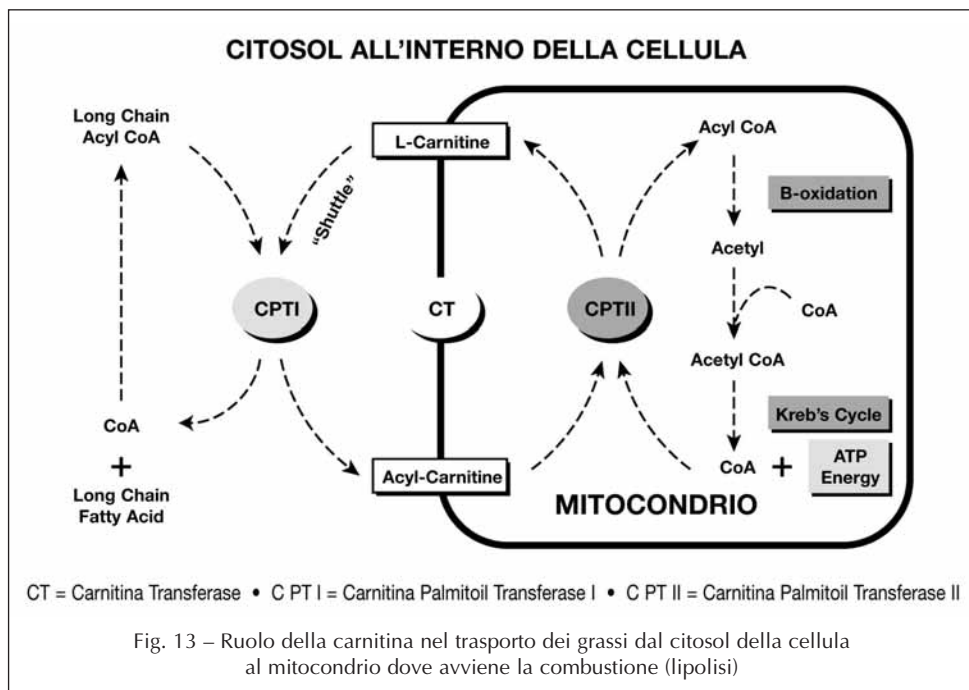 CITOSOL ALL'INTERNO DELLA CELLULA
Long Chain
Acyl CoA
L-Carnitine
Acyl CoA
"Shuttle"
B-oxidation
Acetyl
CPTI
CT
CPTII
CoA
Acetyl CoA
Kreb's Cycle
CoA
+
Long Chain
Fatty Acid
Acyl-Carnitine
CoA + ATP
Energy
MITOCONDRIO
CT = Carnitina Transferase • C PT I = Carnitina Palmitoil Transferase I • C PT II = Carnitina Palmitoil Transferase II
Fig. 13 – Ruolo della carnitina nel trasporto dei grassi dal citosol della cellula
al mitocondrio dove avviene la combustione (lipolisi)